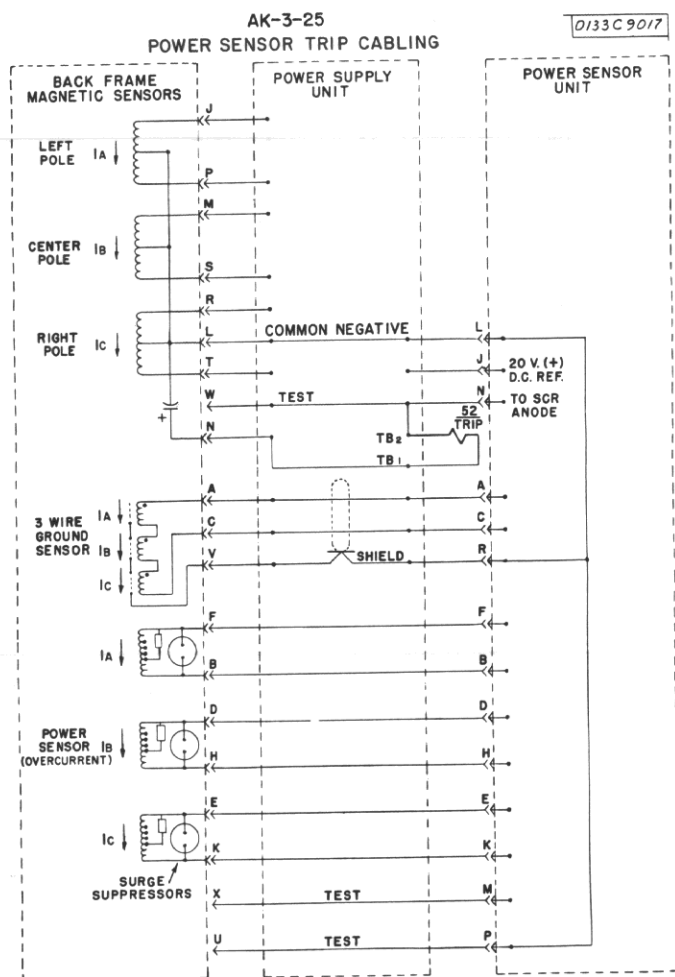 AK-3-25
0133C9017
POWER SENSOR TRIP CABLING
BACK FRAME
MAGNETIC SENSORS
POWER SUPPLY
UNIT
POWER SENSOR
UNIT
J
LEFT
POLE
IA
P
M
CENTER
POLE
IB
S
R
RIGHT
POLE
IC
L
COMMON NEGATIVE
L
T
J
20 V. (+)
D.C. REF.
W
TEST
N
TO SCR
ANODE
+
N
52
TRIP
TB2
TB1
A
A
3 WIRE
GROUND
SENSOR
IA
IB
IC
C
C
V
SHIELD
R
F
F
IA
B
B
D
D
POWER
SENSOR
(OVERCURRENT)
IB
H
H
E
E
IC
K
K
SURGE
SUPPRESSORS
X
TEST
M
U
TEST
P